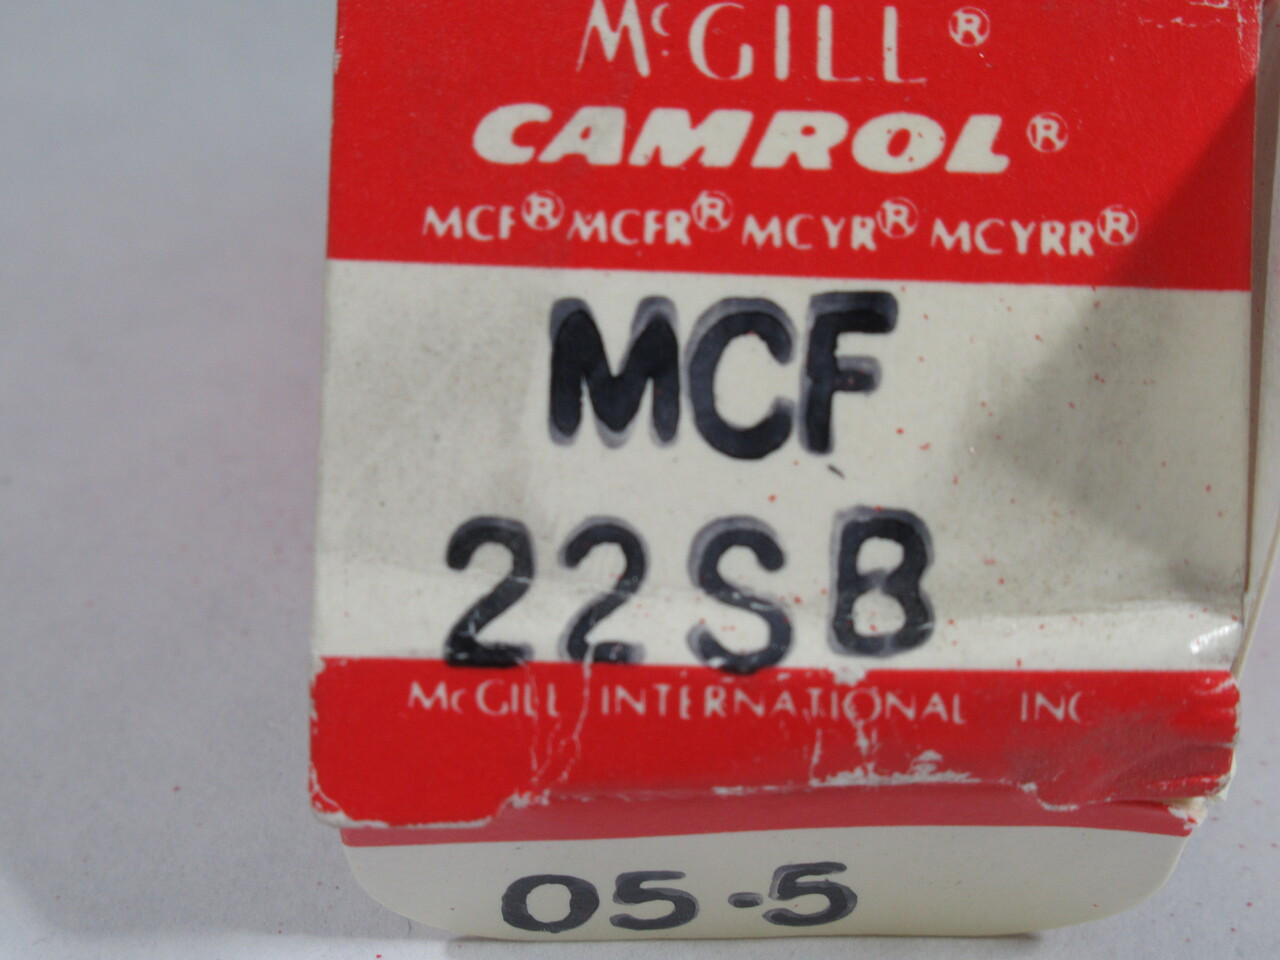 McGILL®
CAMROL®
MCF® MCFR® MCYR® MCYRR®
MCF
22SB
McGILL INTERNATIONAL INC
05-5